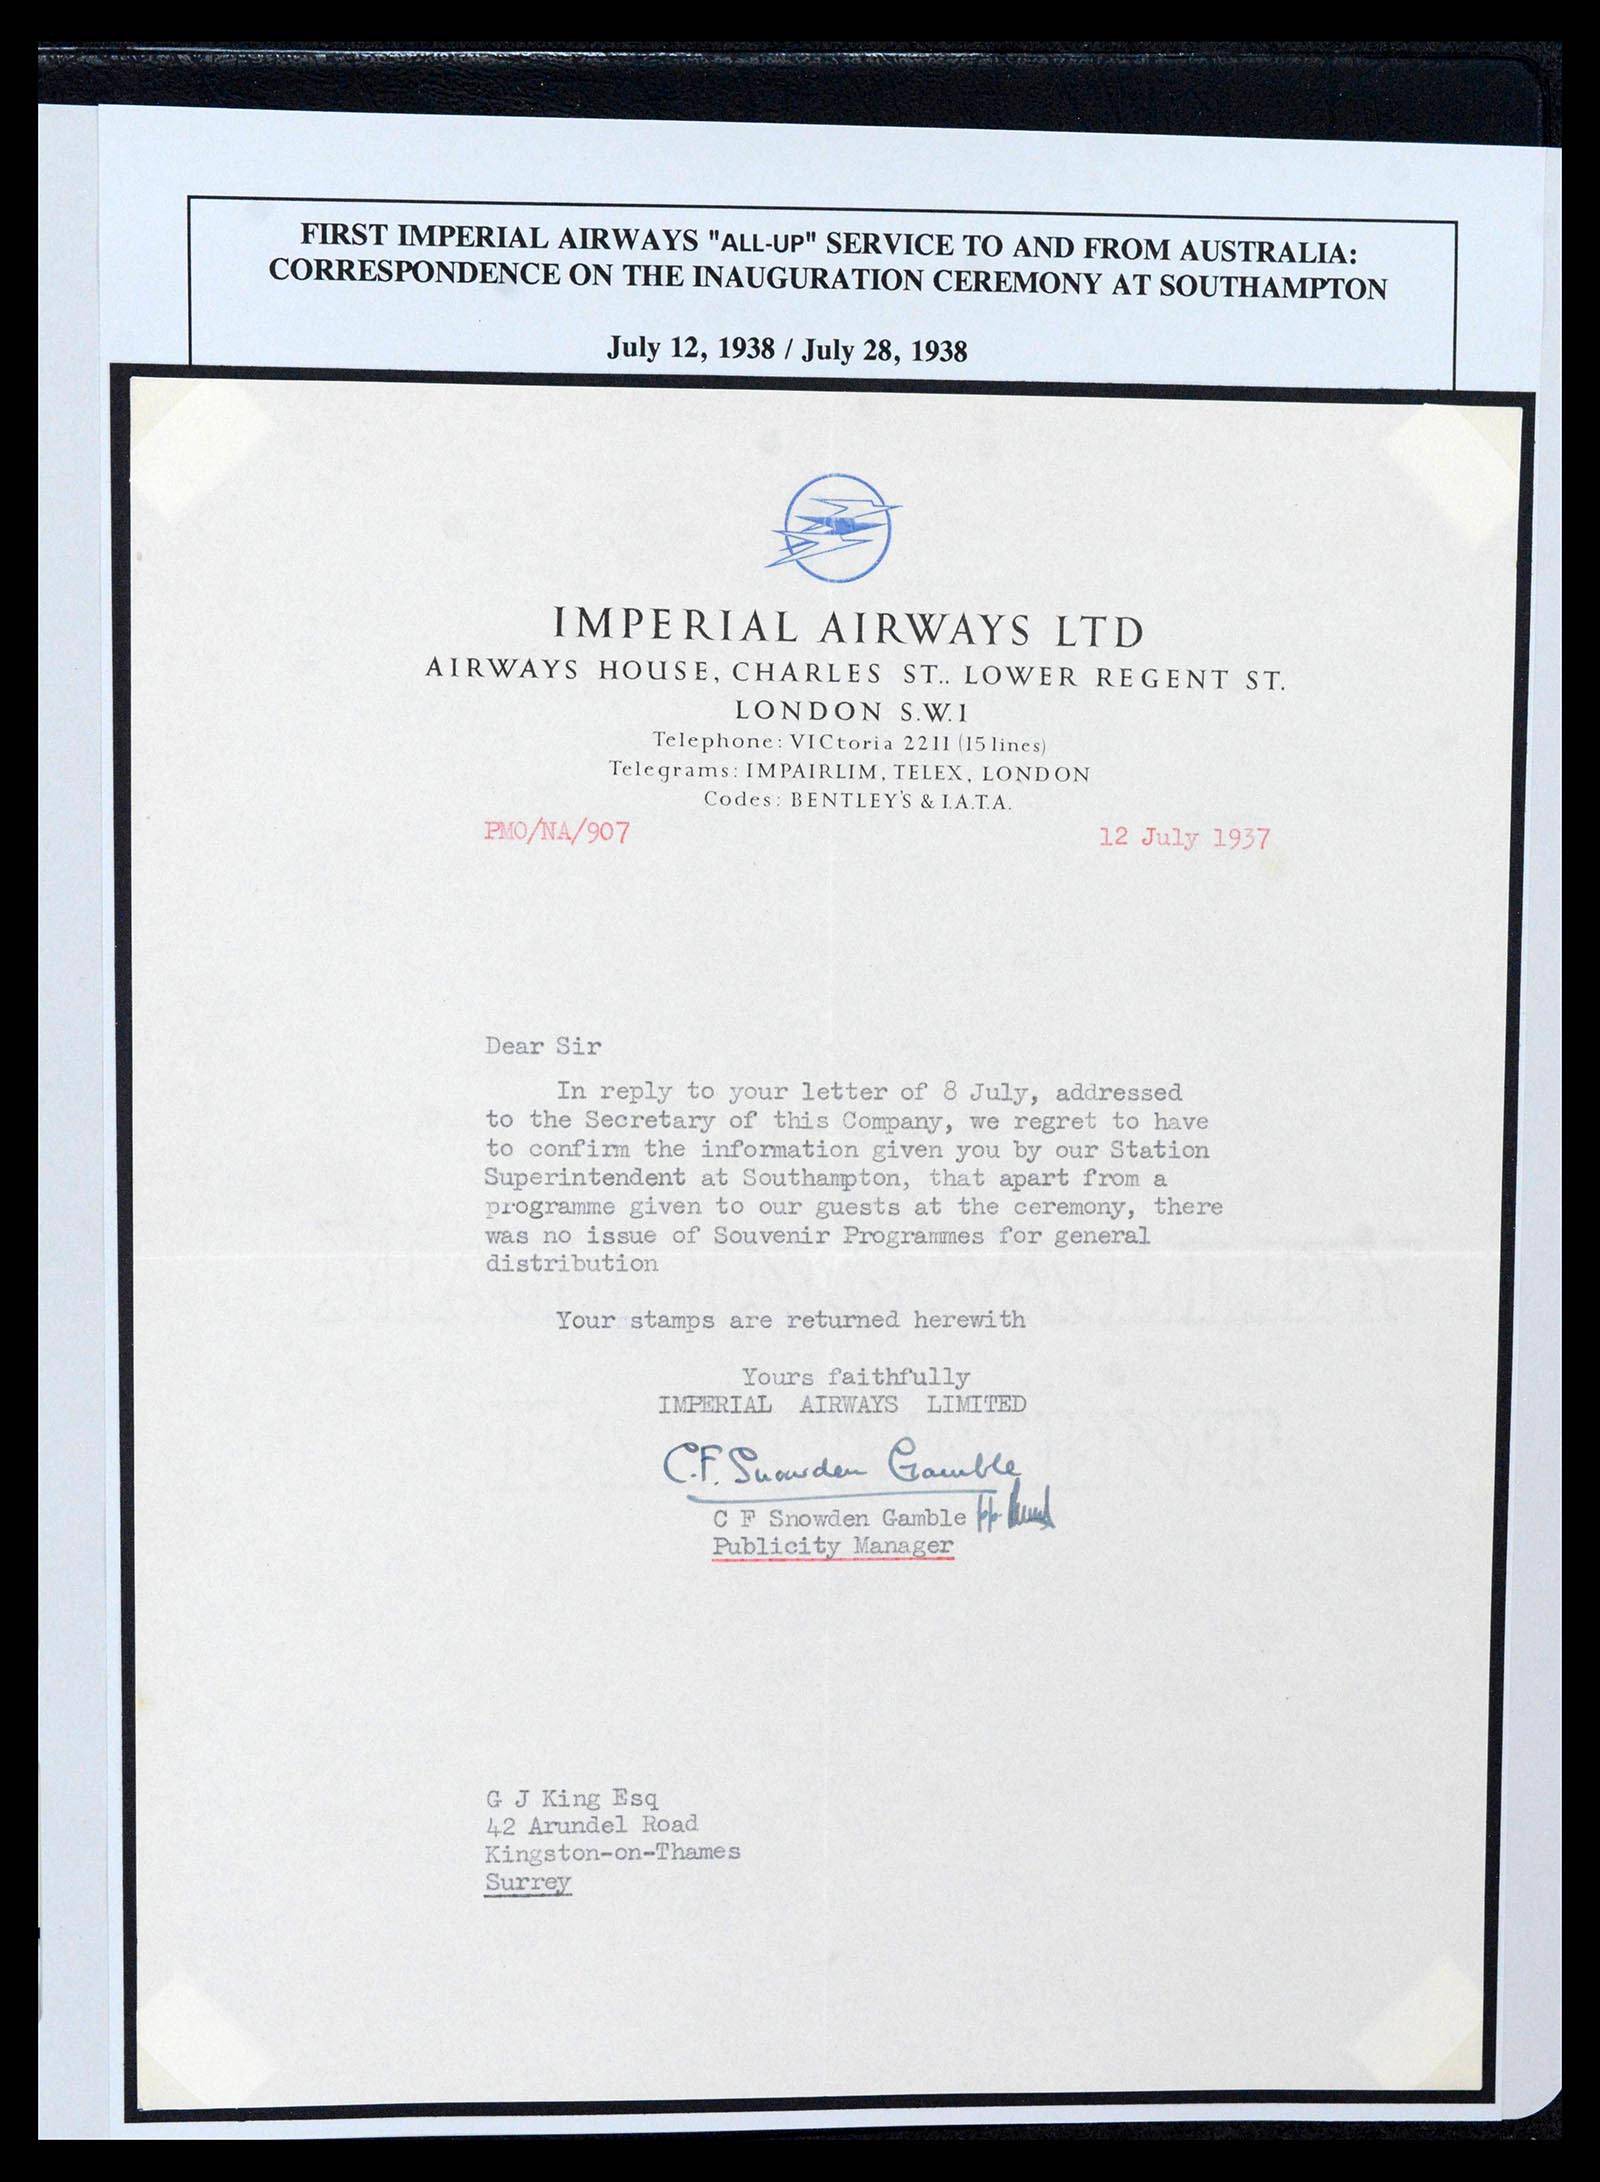 FIRST IMPERIAL AIRWAYS "ALL-UP" SERVICE TO AND FROM AUSTRALIA:
CORRESPONDENCE ON THE INAUGURATION CEREMONY AT SOUTHAMPTON
July 12, 1938 / July 28, 1938
IMPERIAL AIRWAYS LTD
AIRWAYS HOUSE, CHARLES ST.. LOWER REGENT ST.
LONDON S.W.1
Telephone: VICtoria 2211 (15 lines)
Telegrams: IMPAIRLIM, TELEX, LONDON
Codes: BENTLEY'S & I.A.T.A.
PMO/NA/907 12 July 1937
Dear Sir
In reply to your letter of 8 July, addressed
to the Secretary of this Company, we regret to have
to confirm the information given you by our Station
Superintendent at Southampton, that apart from a
programme given to our guests at the ceremony, there
was no issue of Souvenir Programmes for general
distribution
Your stamps are returned herewith
Yours faithfully
IMPERIAL AIRWAYS LIMITED
C.F. Snowden Gamble
C F Snowden Gamble pp
Publicity Manager
G J King Esq
42 Arundel Road
Kingston-on-Thames
Surrey